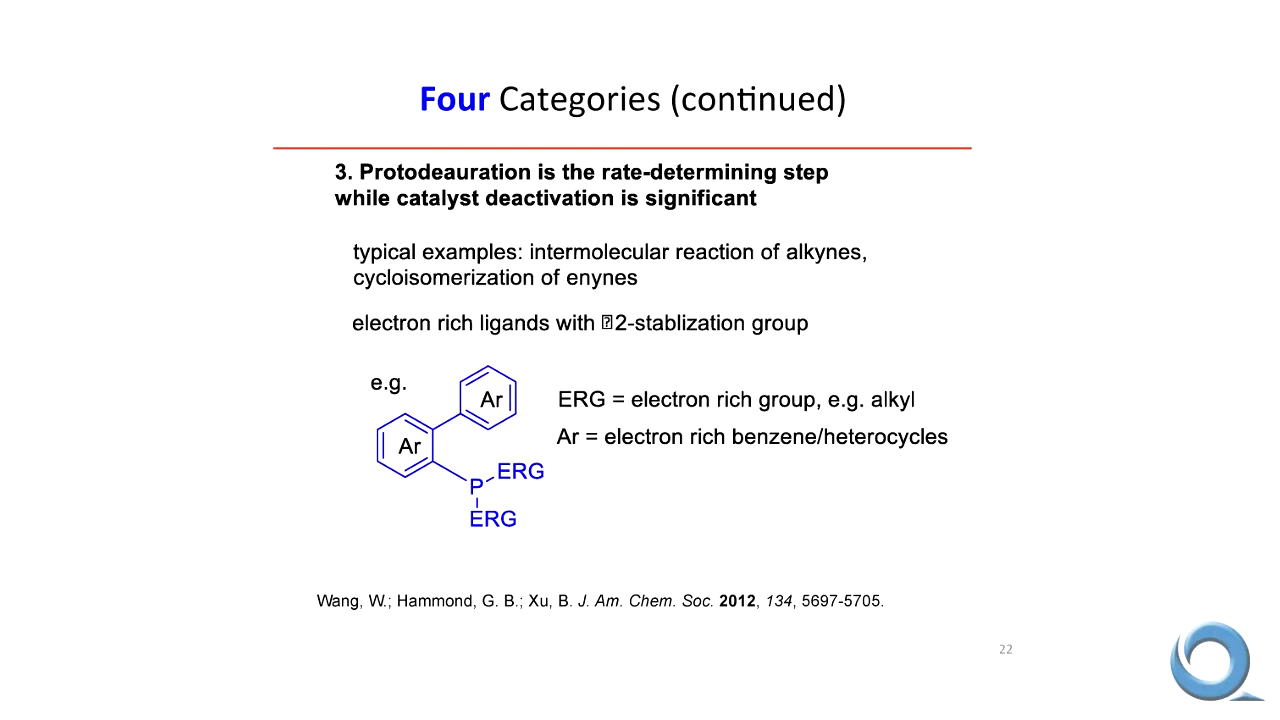 Four Categories (continued)
3. Protodeauration is the rate-determining step
while catalyst deactivation is significant
typical examples: intermolecular reaction of alkynes,
cycloisomerization of enynes
electron rich ligands with 2-stablization group
e.g.
Ar
ERG = electron rich group, e.g. alkyl
Ar
Ar = electron rich benzene/heterocycles
ERG
P
ERG
Wang, W.; Hammond, G. B.; Xu, B. J. Am. Chem. Soc. 2012, 134, 5697-5705.
22